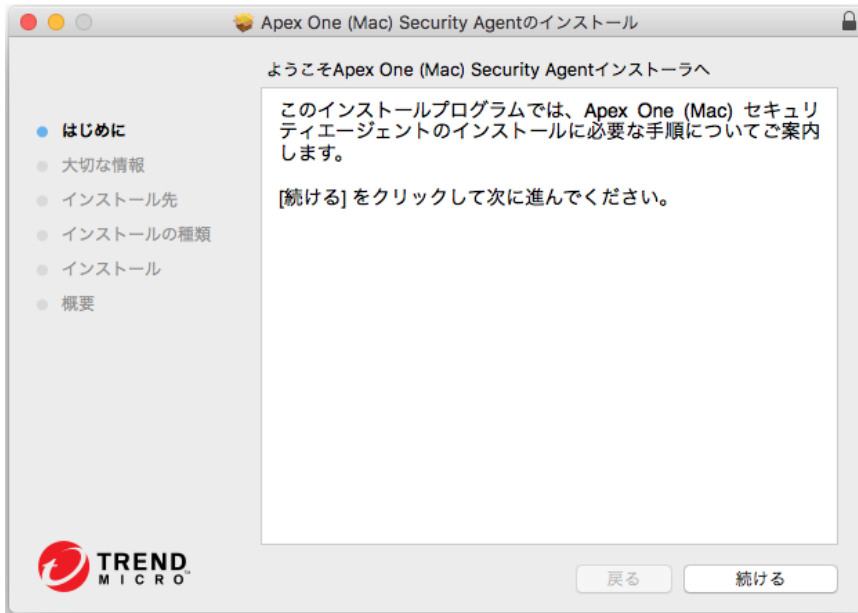 Apex One (Mac) Security Agentのインストール
ようこそApex One (Mac) Security Agentインストーラへ
はじめに
大切な情報
インストール先
インストールの種類
インストール
概要
このインストールプログラムでは、Apex One (Mac) セキュリ
ティエージェントのインストールに必要な手順についてご案内
します。
[続ける] をクリックして次に進んでください。
TREND
MICRO™
戻る
続ける